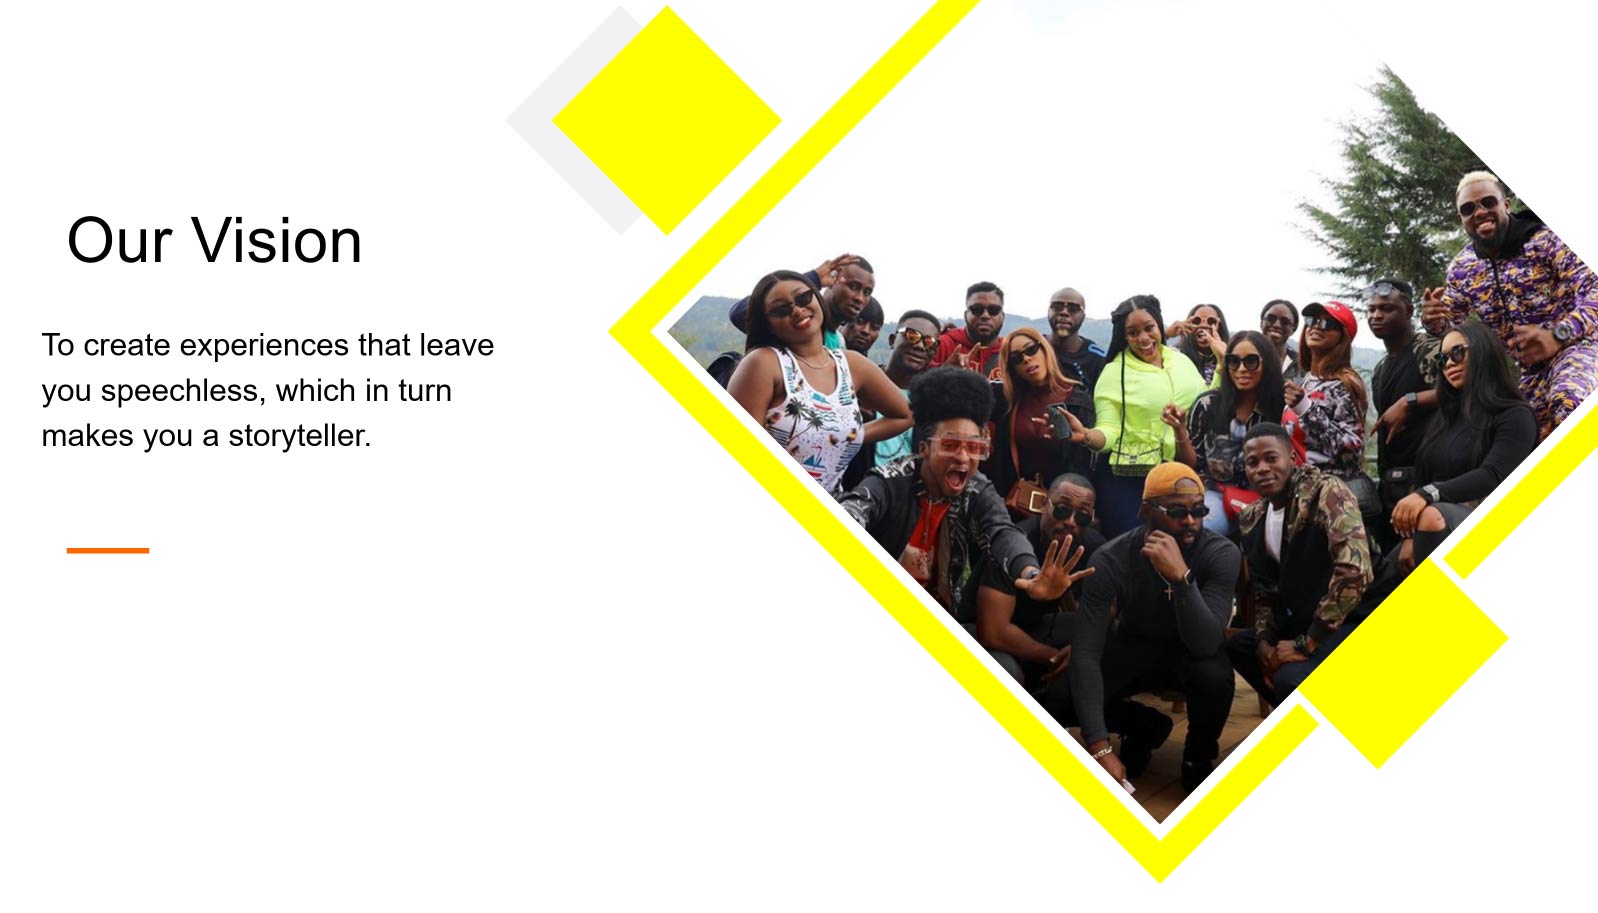 Our Vision
To create experiences that leave
you speechless, which in turn
makes you a storyteller.